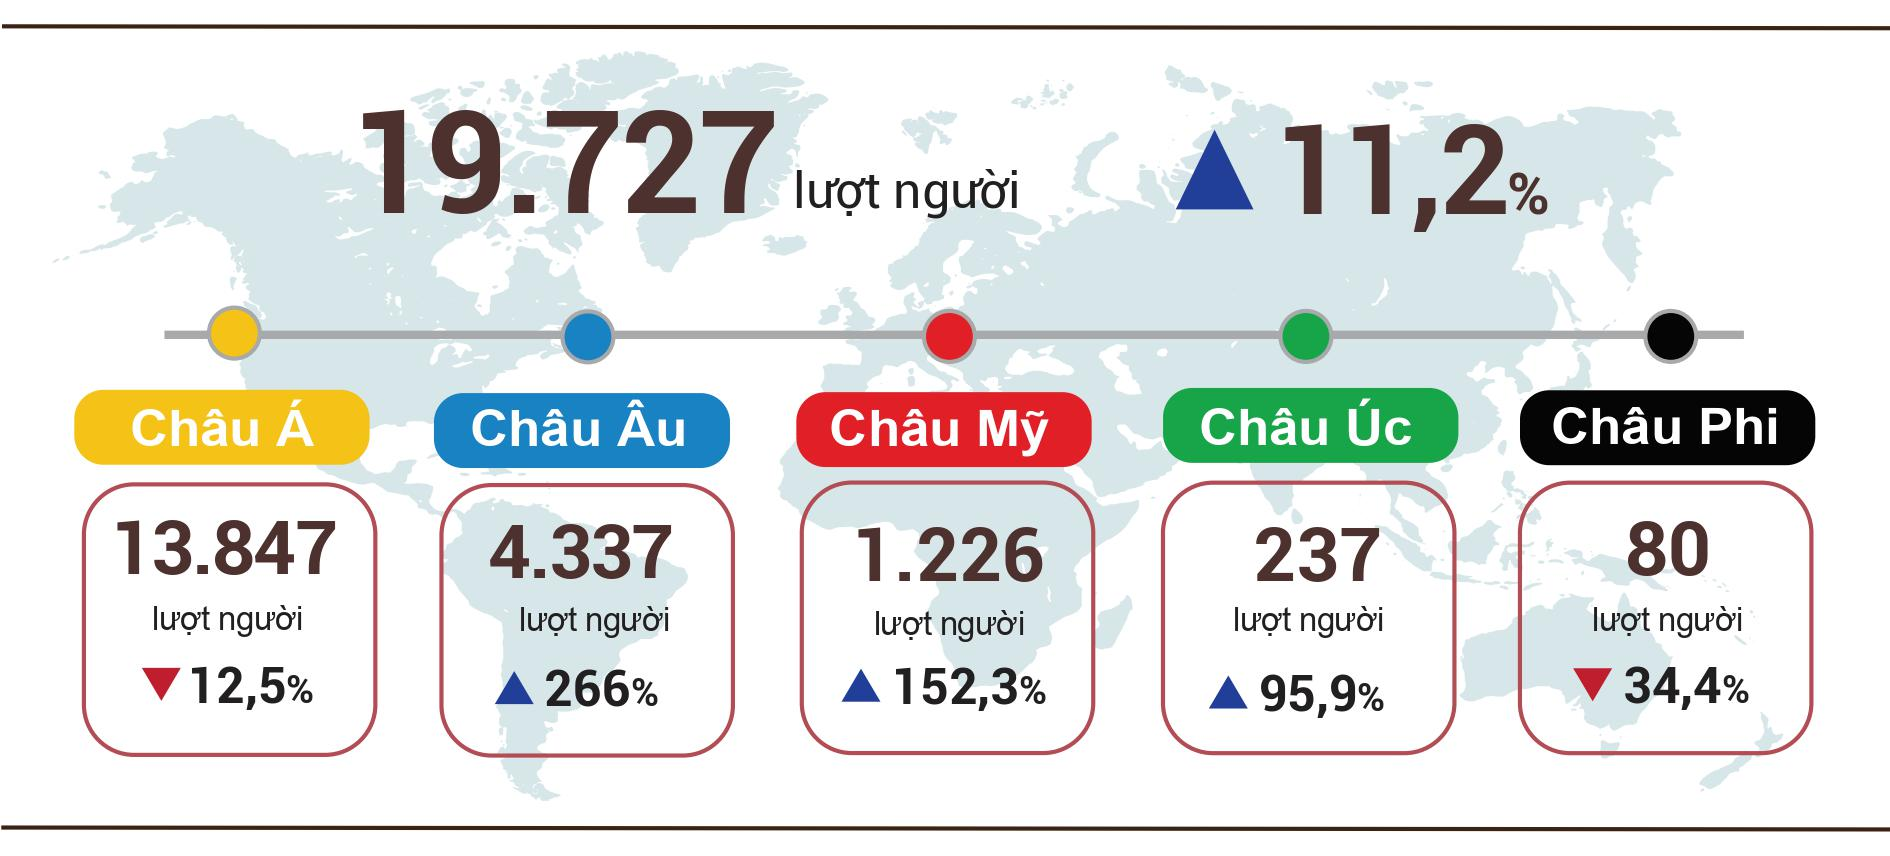 19.727 lượt người
11,2%
Châu Á
Châu Âu
Châu Mỹ
Châu Úc
Châu Phi
13.847
lượt người
12,5%
4.337
lượt người
266%
1.226
lượt người
152,3%
237
lượt người
95,9%
80
lượt người
34,4%